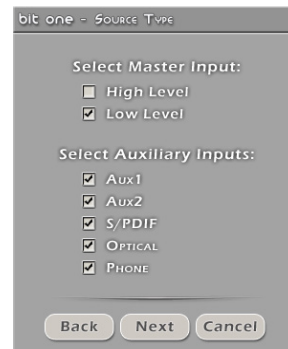 bit one - Source Type
Select Master Input:
High Level
Low Level
Select Auxiliary Inputs:
Aux1
Aux2
S/PDIF
Optical
Phone
Back Next Cancel